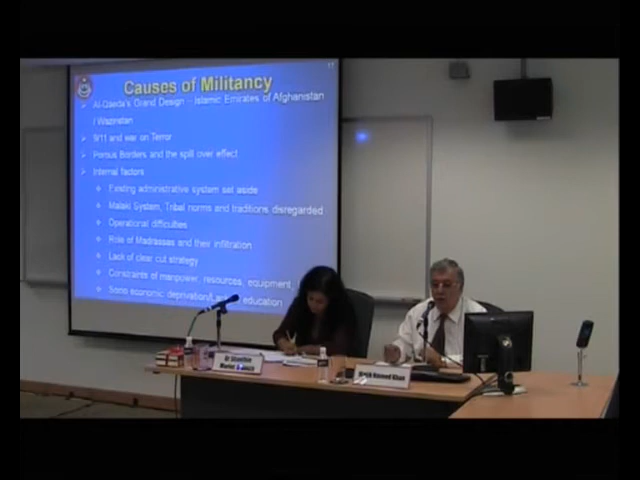 17
Causes of Militancy
Al-Qaeda's Grand Design – Islamic Emirates of Afghanistan
/ Waziristan
9/11 and war on Terror
Porous Borders and the spill over effect
Internal factors
Existing administrative system set aside
Malaki System, Tribal norms and traditions disregarded
Operational difficulties
Role of Madrassas and their infiltration
Lack of clear cut strategy
Constraints of manpower, resources, equipment,
Socio economic deprivation/ education
Dr
Khan